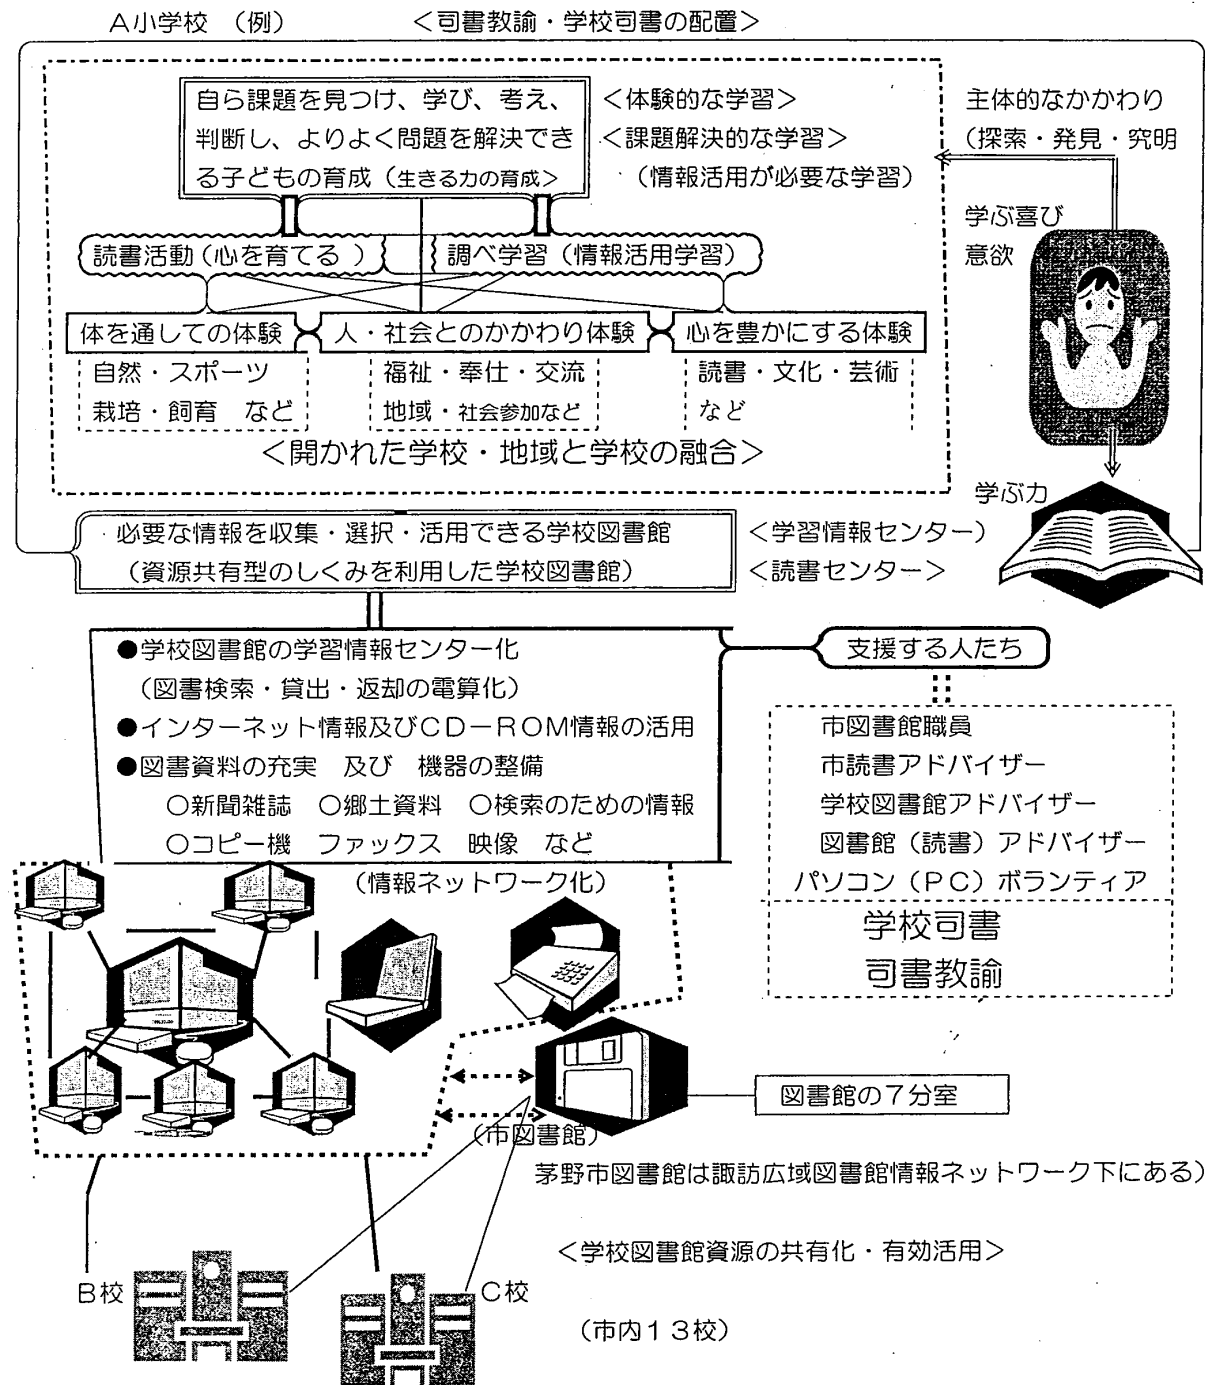 A小学校 (例) <司書教諭・学校司書の配置>
自ら課題を見つけ、学び、考え、
判断し、よりよく問題を解決でき
る子どもの育成(生きる力の育成>
<体験的な学習>
<課題解決的な学習>
(情報活用が必要な学習)
主体的なかかわり
(探索・発見・究明
学ぶ喜び
意欲
読書活動(心を育てる )
調べ学習(情報活用学習)
体を通しての体験
人・社会とのかかわり体験
心を豊かにする体験
自然・スポーツ
栽培・飼育 など
福祉・奉仕・交流
地域・社会参加など
読書・文化・芸術
など
<開かれた学校・地域と学校の融合>
学ぶ力
必要な情報を収集・選択・活用できる学校図書館
(資源共有型のしくみを利用した学校図書館)
<学習情報センター)
<読書センター>
●学校図書館の学習情報センター化
(図書検索・貸出・返却の電算化)
●インターネット情報及びCD-ROM情報の活用
●図書資料の充実 及び 機器の整備
○新聞雑誌 ○郷土資料 ○検索のための情報
○コピー機 ファックス 映像 など
支援する人たち
市図書館職員
市読書アドバイザー
学校図書館アドバイザー
図書館(読書)アドバイザー
パソコン(PC)ボランティア
学校司書
司書教諭
(情報ネットワーク化)
図書館の7分室
(市図書館)
茅野市図書館は諏訪広域図書館情報ネットワーク下にある)
<学校図書館資源の共有化・有効活用>
B校
C校
(市内13校)